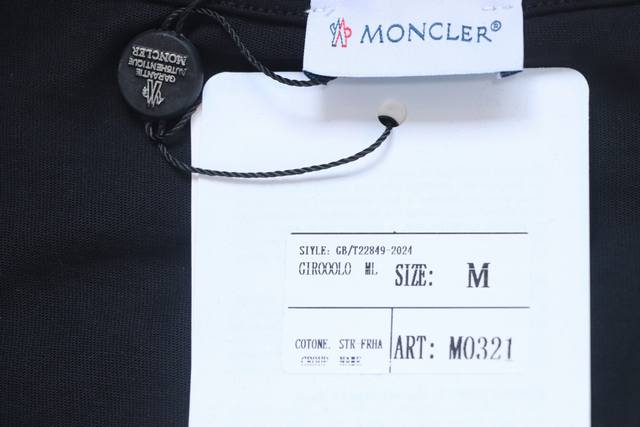 MONCLER®
GARANTIE
AUTHENTIQUE
MONCLER
STYLE: GB/T22849-2024
GIROOOLO ML SIZE: M
COTONE. STR FRHA
ART: M0321